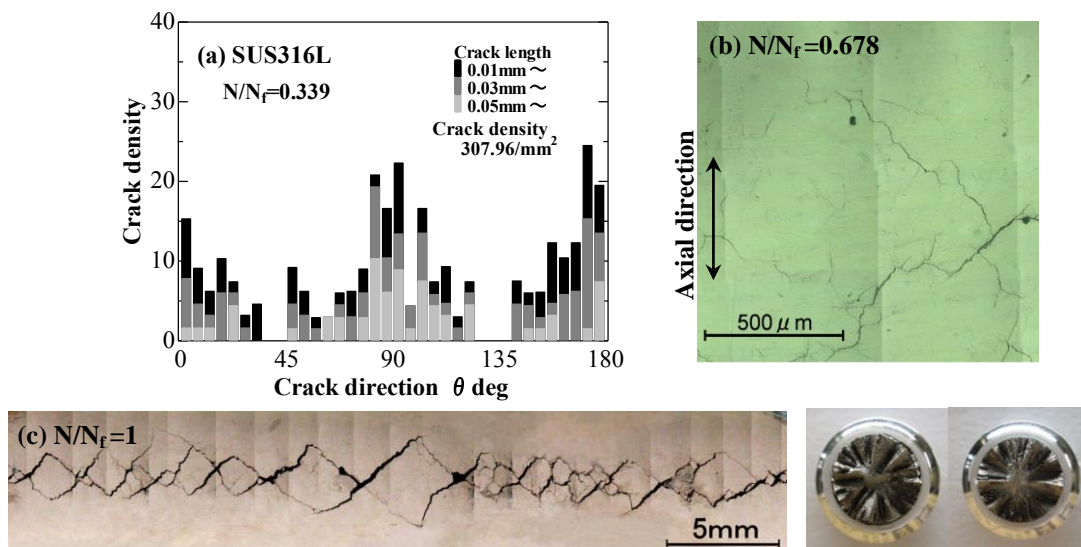 40
30
20
10
0
Crack density
(a) SUS316L
N/Nf=0.339
Crack length
0.01mm ～
0.03mm ～
0.05mm ～
Crack density
307.96/mm²
0 45 90 135 180
Crack direction θ deg
(b) N/Nf=0.678
Axial direction
500μm
(c) N/Nf=1
5mm